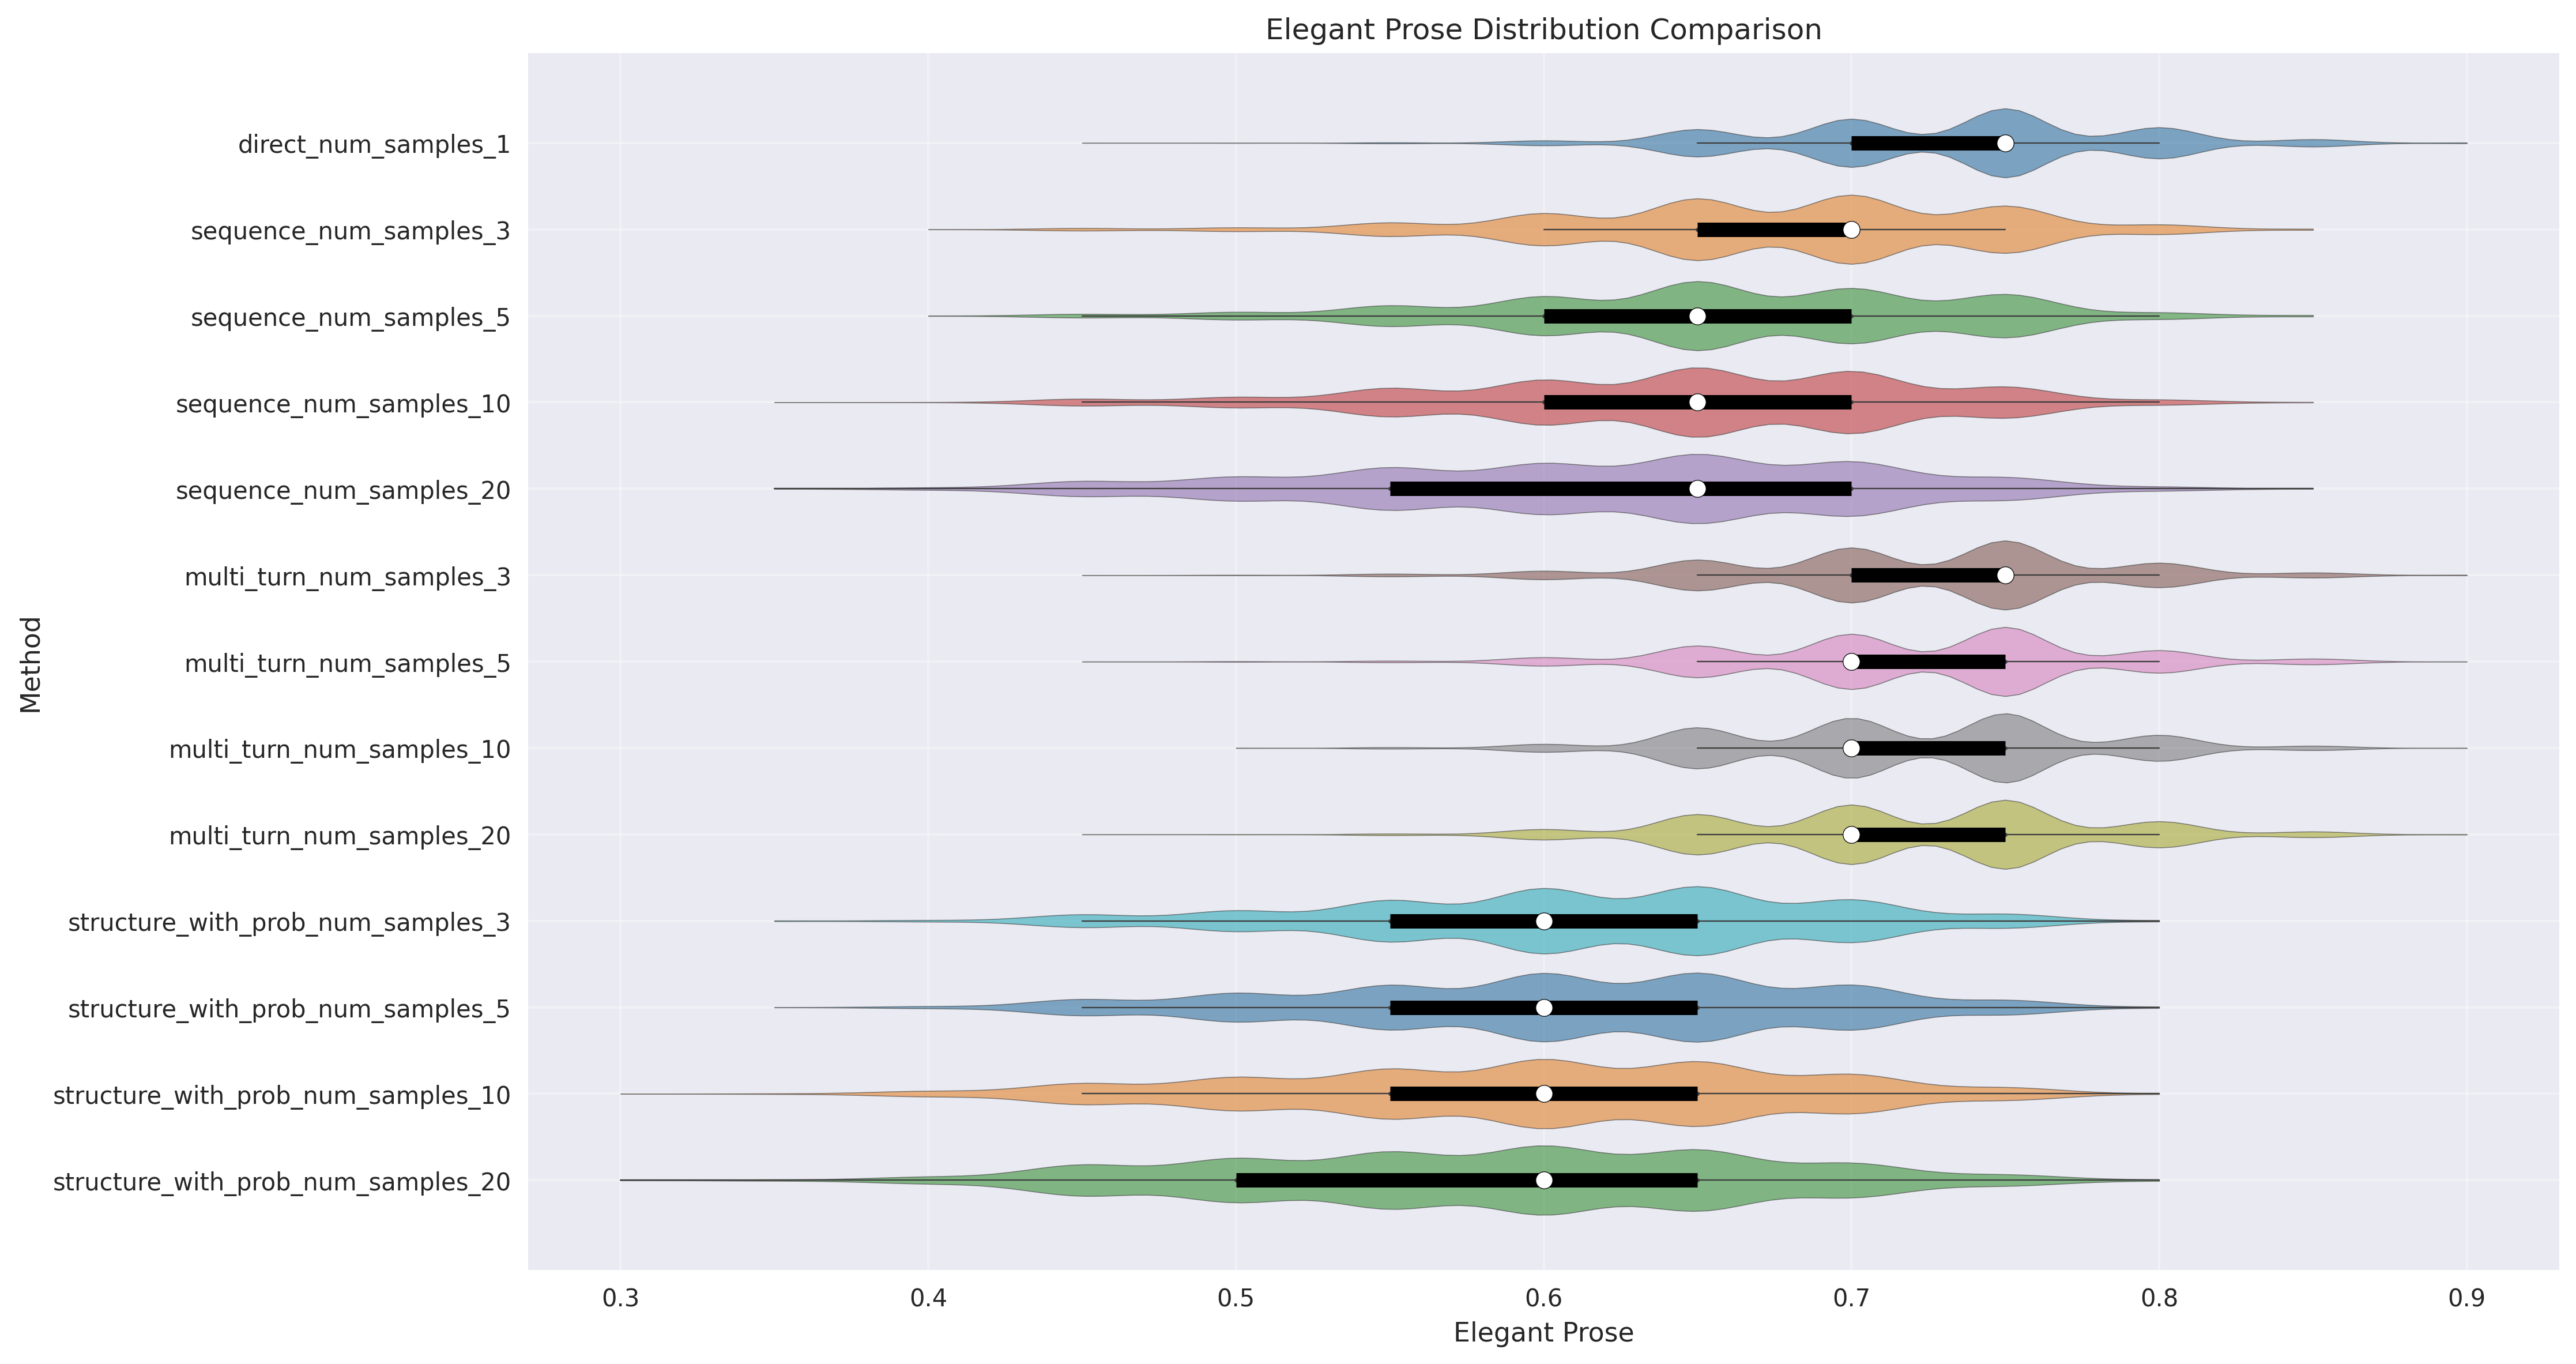 Elegant Prose Distribution Comparison
direct_num_samples_1
sequence_num_samples_3
sequence_num_samples_5
sequence_num_samples_10
sequence_num_samples_20
multi_turn_num_samples_3
multi_turn_num_samples_5
multi_turn_num_samples_10
multi_turn_num_samples_20
structure_with_prob_num_samples_3
structure_with_prob_num_samples_5
structure_with_prob_num_samples_10
structure_with_prob_num_samples_20
Method
0.3 0.4 0.5 0.6 0.7 0.8 0.9
Elegant Prose